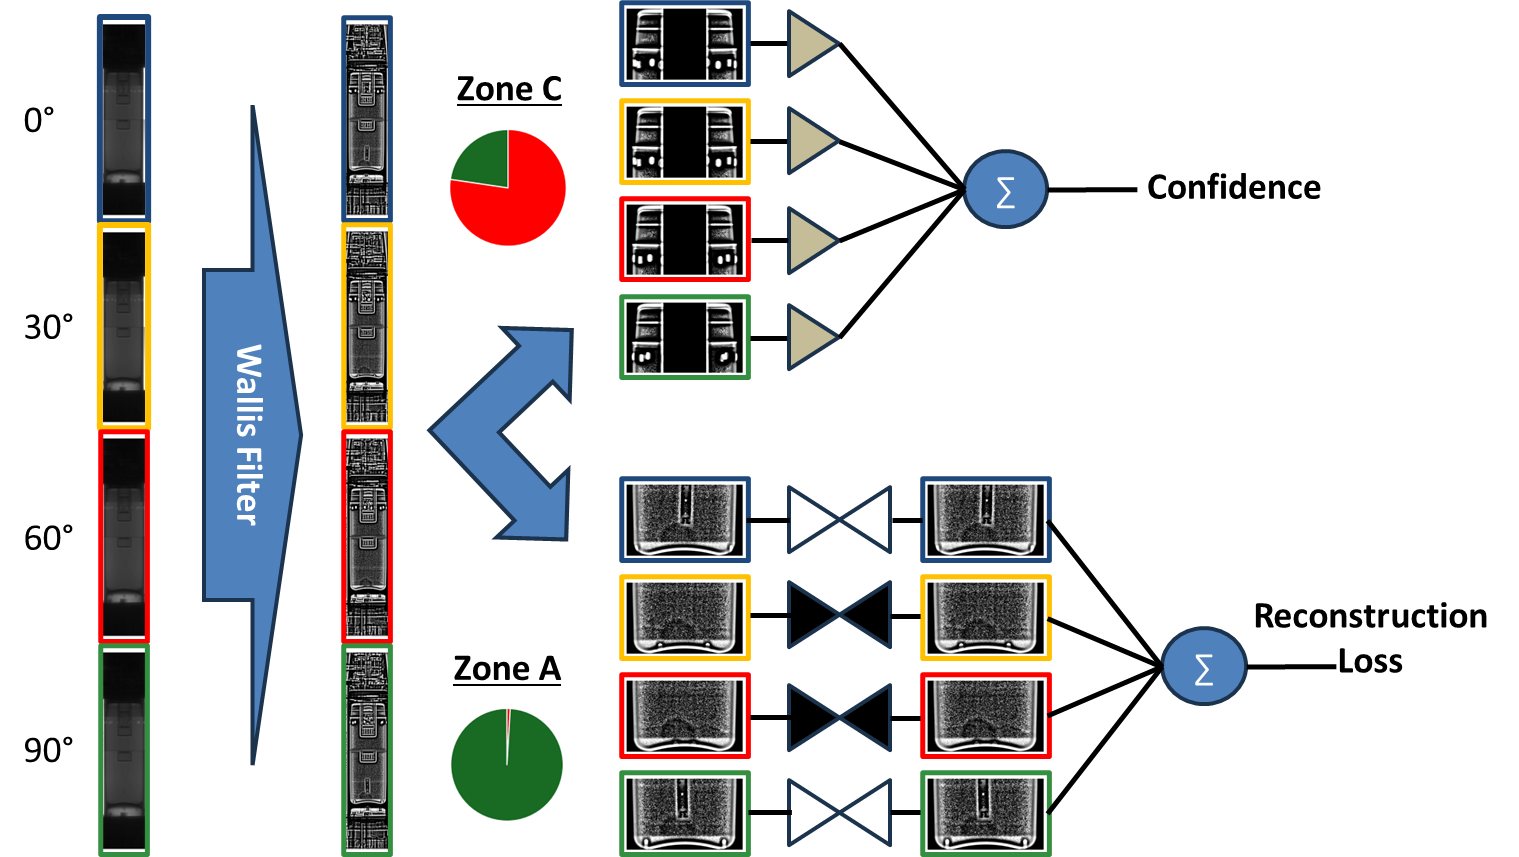 0°
30°
60°
90°
Wallis Filter
Zone C
Zone A
∑
Confidence
∑
Reconstruction
Loss